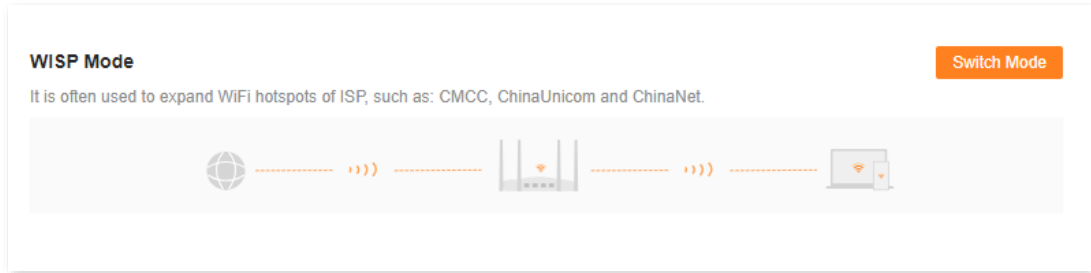 WISP Mode
Switch Mode
It is often used to expand WiFi hotspots of ISP, such as: CMCC, ChinaUnicom and ChinaNet.